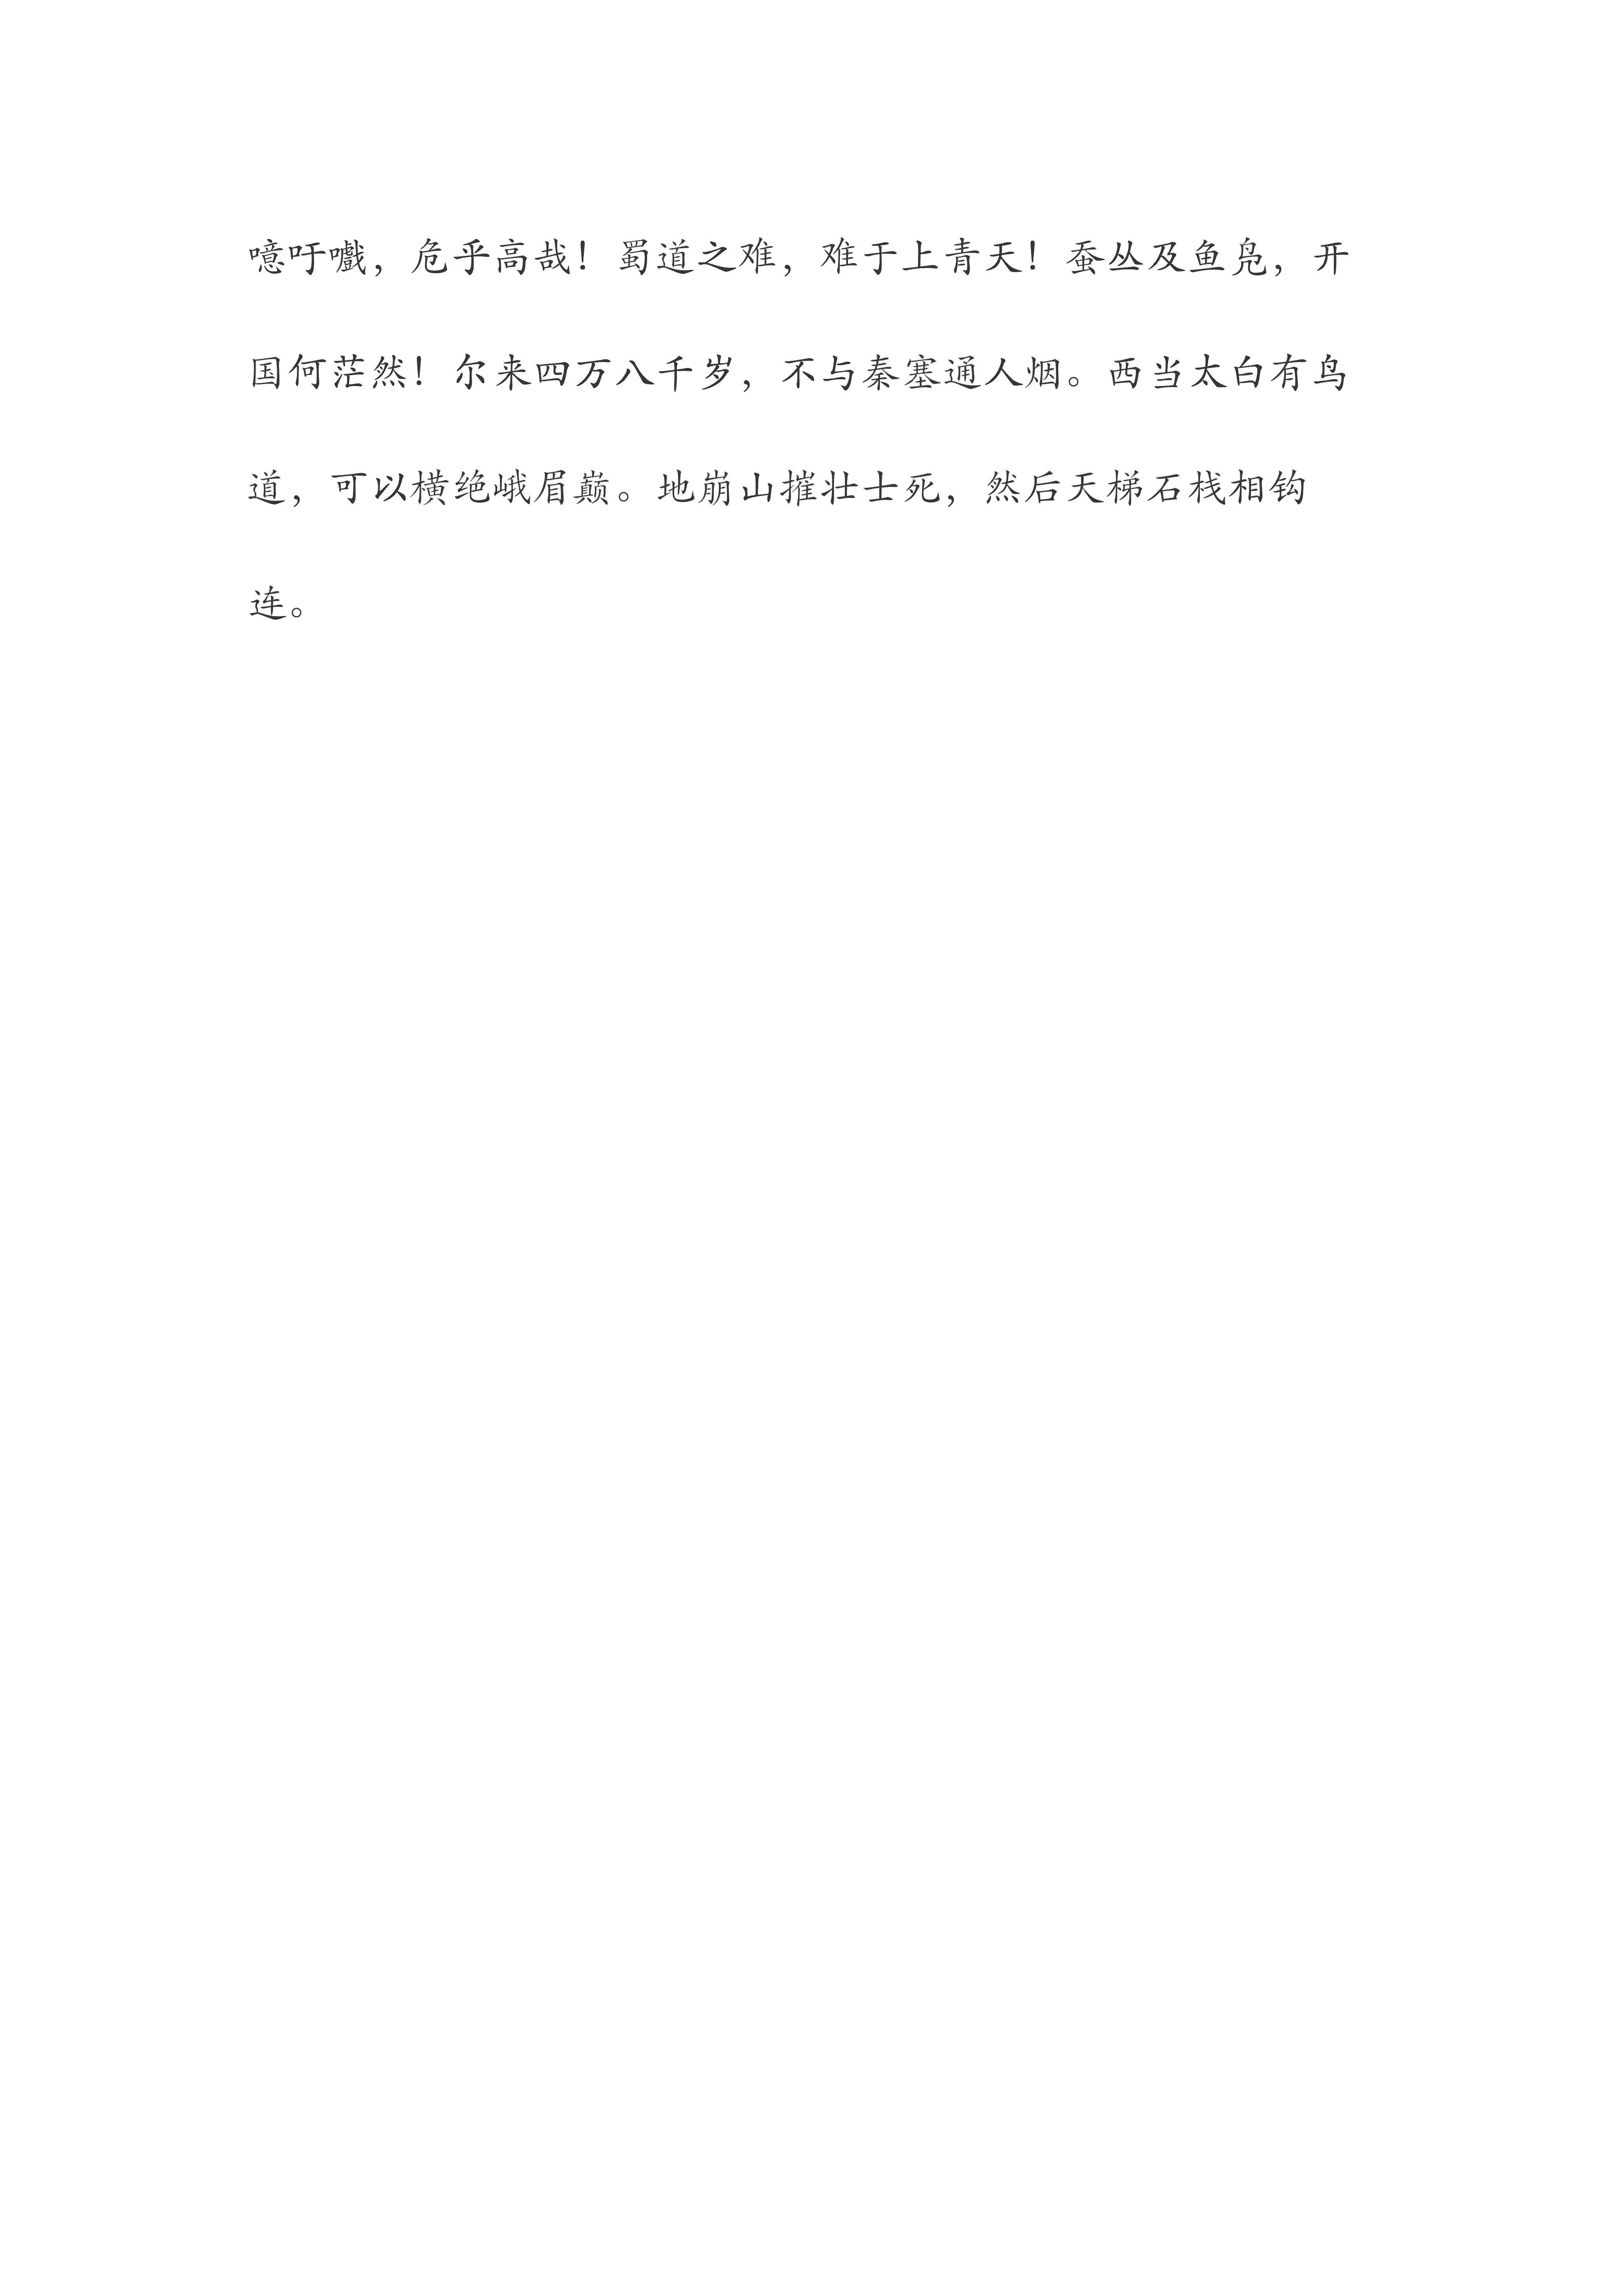 噫吁嚱，危乎高哉！蜀道之难，难于上青天！蚕丛及鱼凫，开
国何茫然！尔来四万八千岁，不与秦塞通人烟。西当太白有鸟
道，可以横绝峨眉巅。地崩山摧壮士死，然后天梯石栈相钩
连。